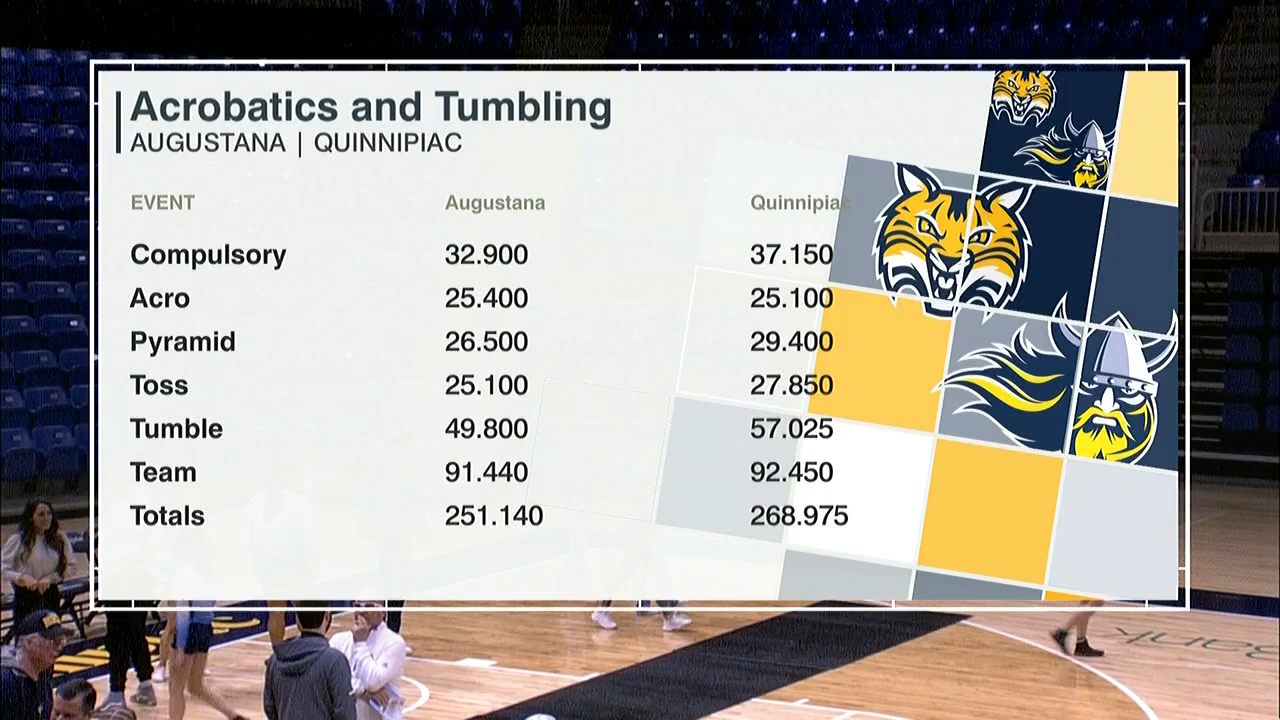 Acrobatics and Tumbling
AUGUSTANA | QUINNIPIAC
EVENT Augustana Quinnipiac
Compulsory 32.900 37.150
Acro 25.400 25.100
Pyramid 26.500 29.400
Toss 25.100 27.850
Tumble 49.800 57.025
Team 91.440 92.450
Totals 251.140 268.975
Bank